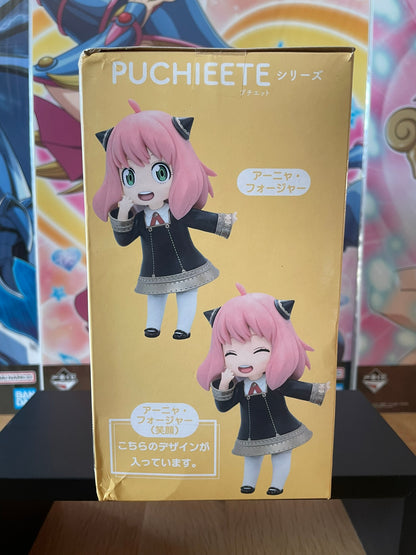 PUCHIEETE シリーズ
プチエット
アーニャ・
フォージャー
アーニャ・
フォージャー
(笑顔)
こちらのデザインが
入っています。
BAN